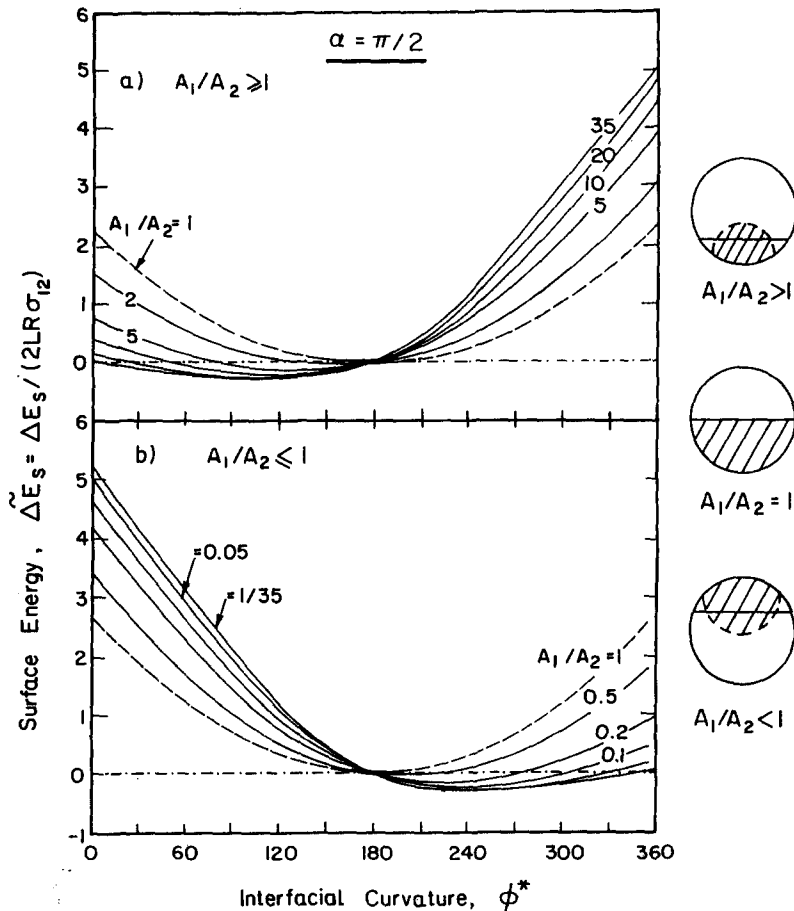 6
α = π/2
5
a) A₁/A₂ ⩾ 1
4
35
20
3
10
5
A₁/A₂ = 1
2
2
1
5
0
A₁/A₂ > 1
6
b) A₁/A₂ ⩽ 1
5
A₁/A₂ = 1
4
=0.05
3
=1/35
2
A₁/A₂ = 1
0.5
1
0.2
0.1
A₁/A₂ < 1
0
-1
0 60 120 180 240 300 360
Interfacial Curvature, ϕ*
Surface Energy, Δ̃E_S = ΔE_S / (2LRσ₁₂)